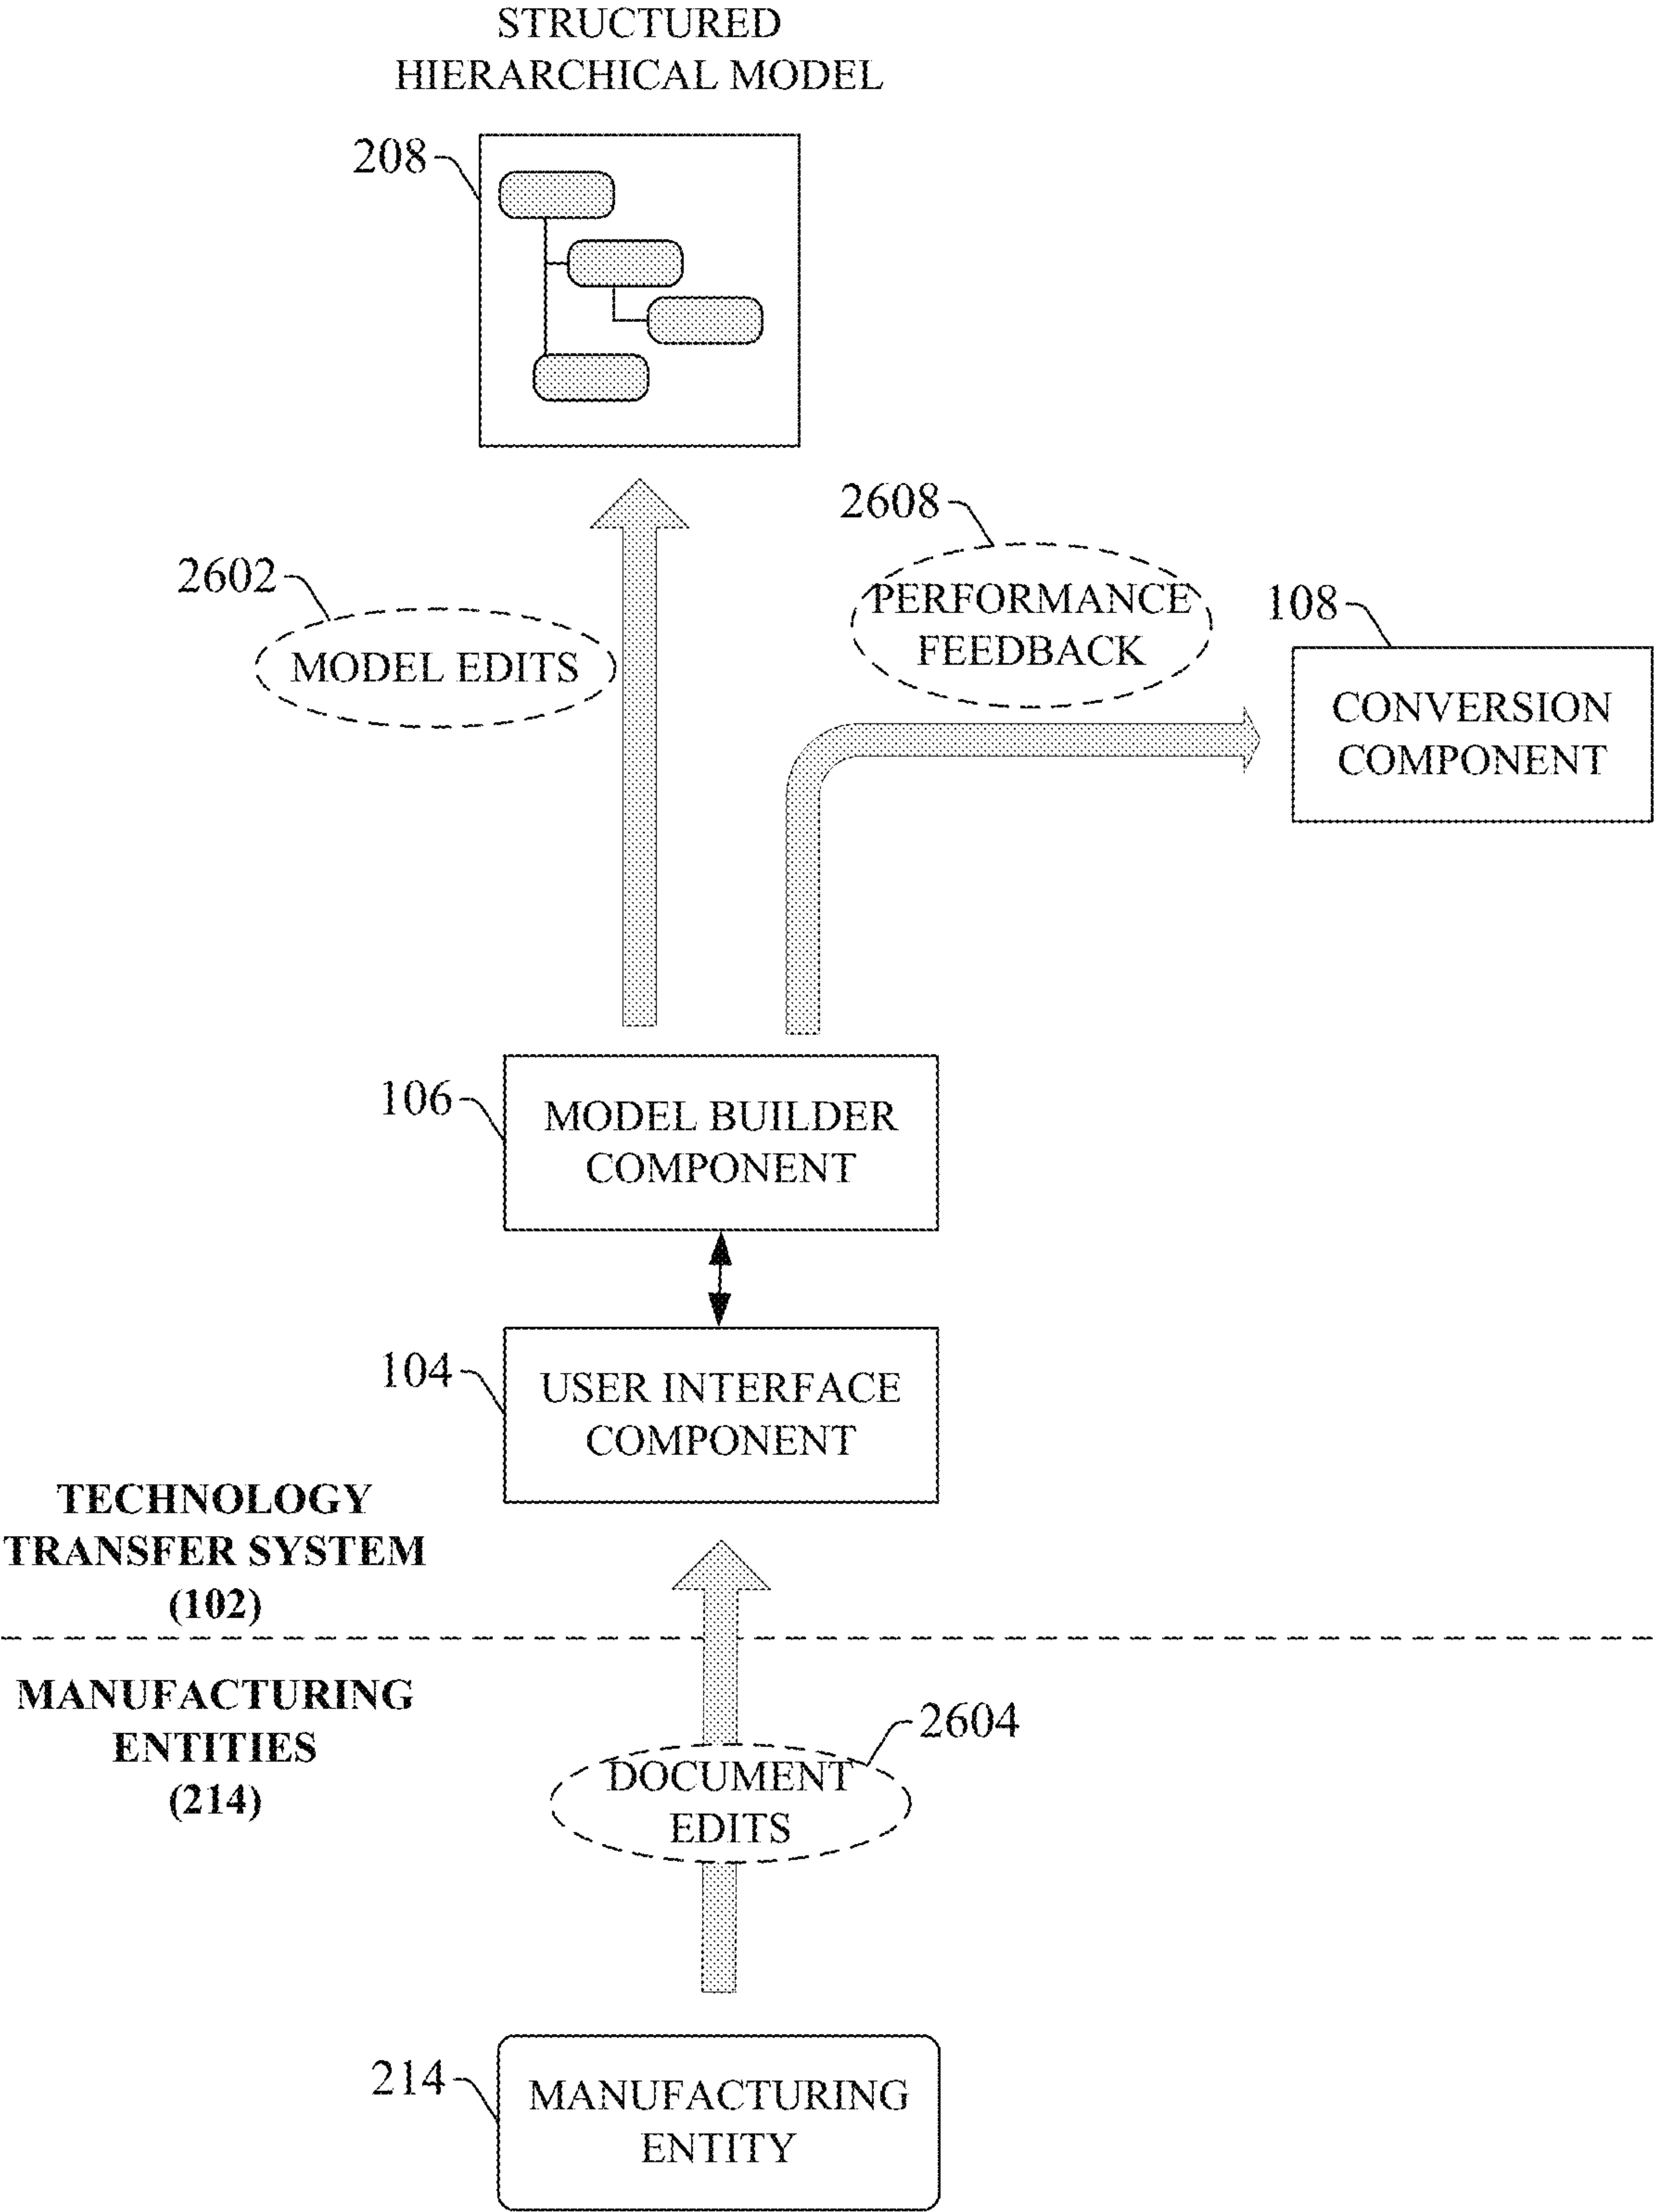 STRUCTURED
HIERARCHICAL MODEL
208
2608
2602
PERFORMANCE
FEEDBACK
108
MODEL EDITS
CONVERSION
COMPONENT
106
MODEL BUILDER
COMPONENT
104
USER INTERFACE
COMPONENT
TECHNOLOGY
TRANSFER SYSTEM
(102)
MANUFACTURING
ENTITIES
(214)
2604
DOCUMENT
EDITS
214
MANUFACTURING
ENTITY